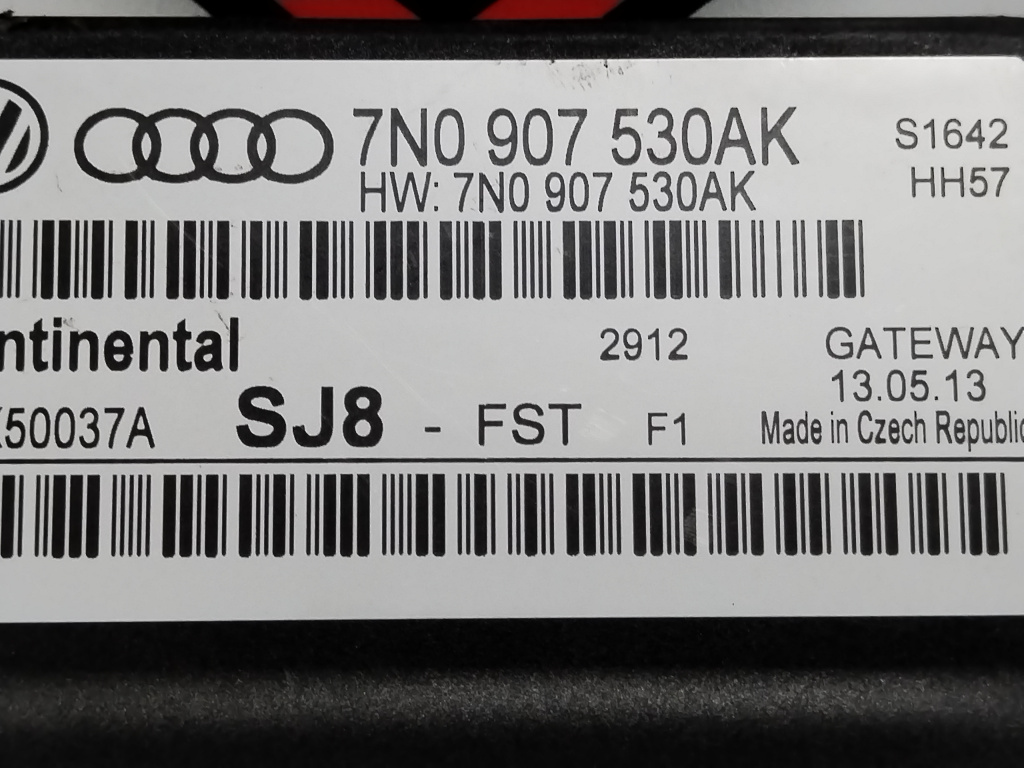 7N0 907 530AK
S1642
HW: 7N0 907 530AK
HH57
ntinental
2912
GATEWAY
13.05.13
50037A
SJ8 - FST F1
Made in Czech Republic